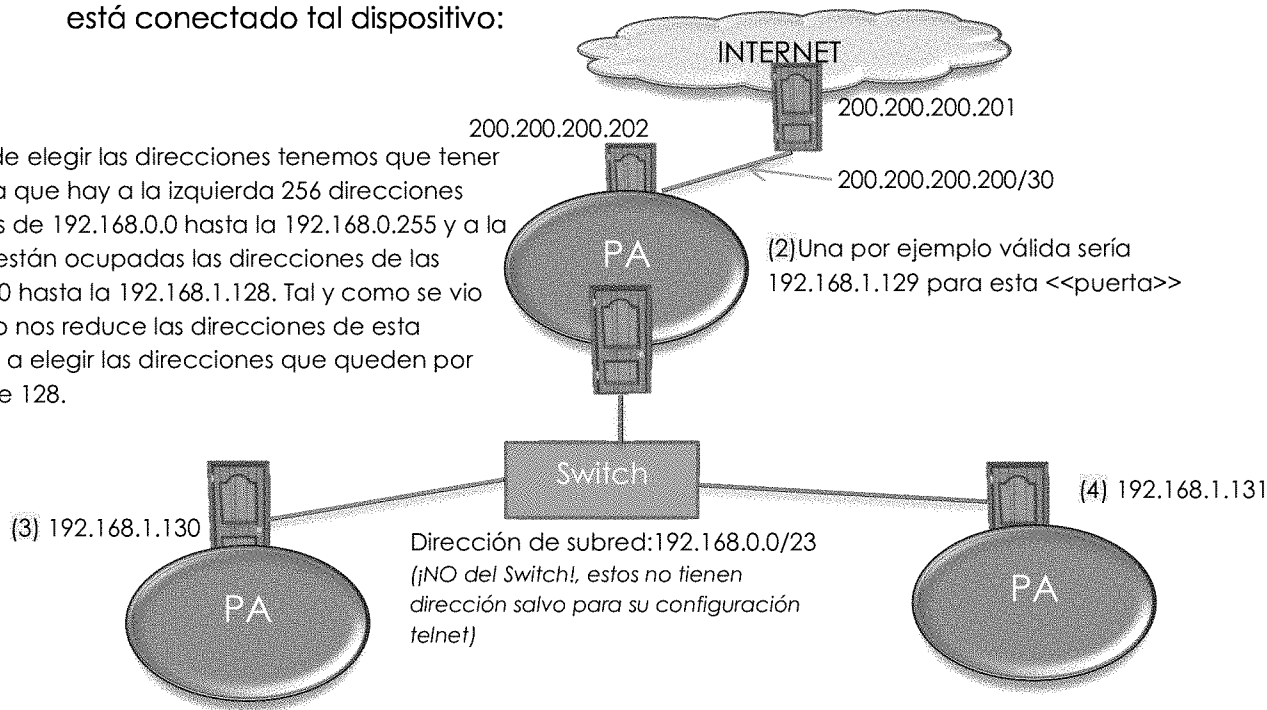 está conectado tal dispositivo:
INTERNET
200.200.200.201
200.200.200.202
200.200.200.200/30
de elegir las direcciones tenemos que tener
a que hay a la izquierda 256 direcciones
s de 192.168.0.0 hasta la 192.168.0.255 y a la
están ocupadas las direcciones de las
0 hasta la 192.168.1.128. Tal y como se vio
o nos reduce las direcciones de esta
a elegir las direcciones que queden por
e 128.
PA
(2)Una por ejemplo válida sería
192.168.1.129 para esta <<puerta>>
Switch
(3) 192.168.1.130
(4) 192.168.1.131
Dirección de subred:192.168.0.0/23
(¡NO del Switch!, estos no tienen
dirección salvo para su configuración
telnet)
PA
PA